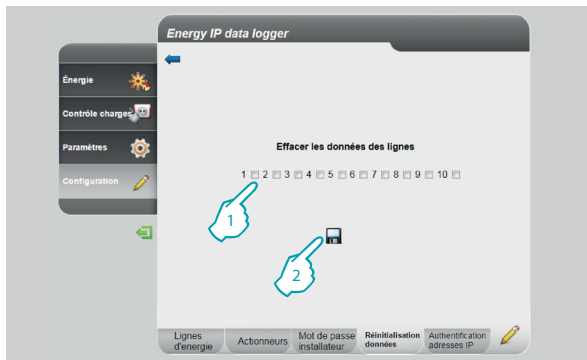 Energy IP data logger
Énergie
Contrôle charges
Paramètres
Configuration
Effacer les données des lignes
1 2 3 4 5 6 7 8 9 10
1
2
Lignes d'energie
Actionneurs
Mot de passe installateur
Réinitialisation données
Authentification adresses IP